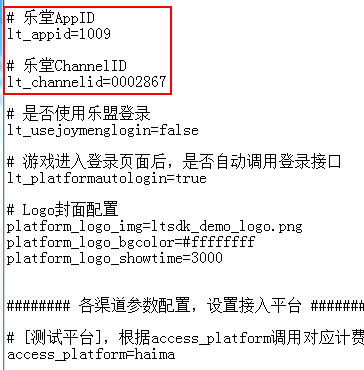 # 乐堂AppID
lt_appid=1009
# 乐堂ChannelID
lt_channelid=0002867
# 是否使用乐盟登录
lt_usejoymenglogin=false
# 游戏进入登录页面后，是否自动调用登录接口
lt_platformautologin=true
# Logo封面配置
platform_logo_img=ltsdk_demo_logo.png
platform_logo_bgcolor=#ffffffff
platform_logo_showtime=3000
######## 各渠道参数配置，设置接入平台 #######
# [测试平台]，根据access_platform调用对应计费
access_platform=haima